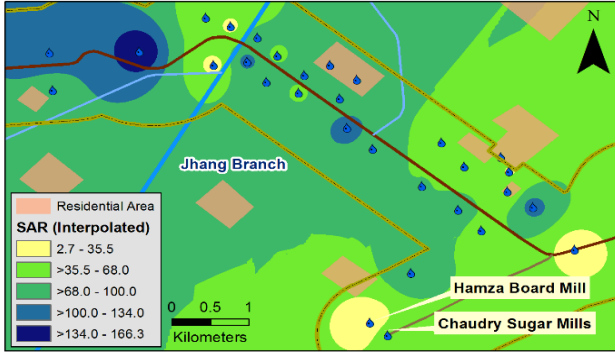 N
Jhang Branch
Residential Area
SAR (Interpolated)
2.7 - 35.5
>35.5 - 68.0
>68.0 - 100.0
>100.0 - 134.0
>134.0 - 166.3
0 0.5 1
Kilometers
Hamza Board Mill
Chaudry Sugar Mills